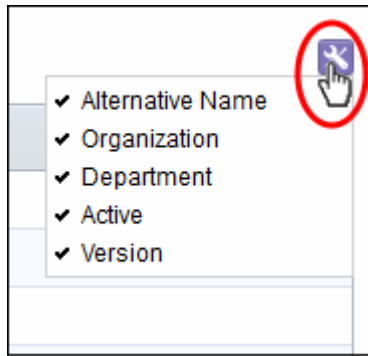 Alternative Name
Organization
Department
Active
Version